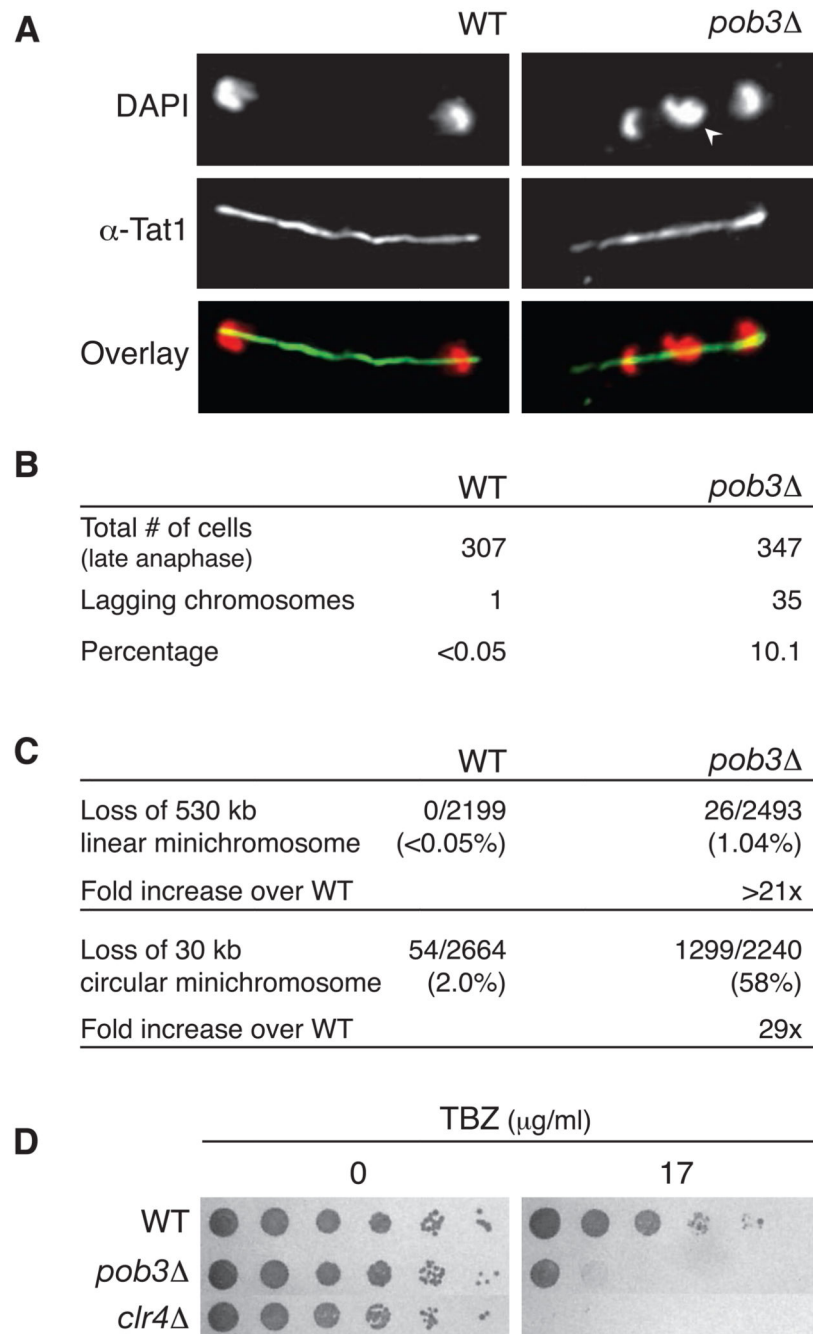 A
WT
pob3Δ
DAPI
α-Tat1
Overlay
B
WT pob3Δ
Total # of cells
(late anaphase) 307 347
Lagging chromosomes 1 35
Percentage <0.05 10.1
C
WT pob3Δ
Loss of 530 kb 0/2199 26/2493
linear minichromosome (<0.05%) (1.04%)
Fold increase over WT >21x
Loss of 30 kb 54/2664 1299/2240
circular minichromosome (2.0%) (58%)
Fold increase over WT 29x
D
TBZ (μg/ml)
0 17
WT
pob3Δ
clr4Δ